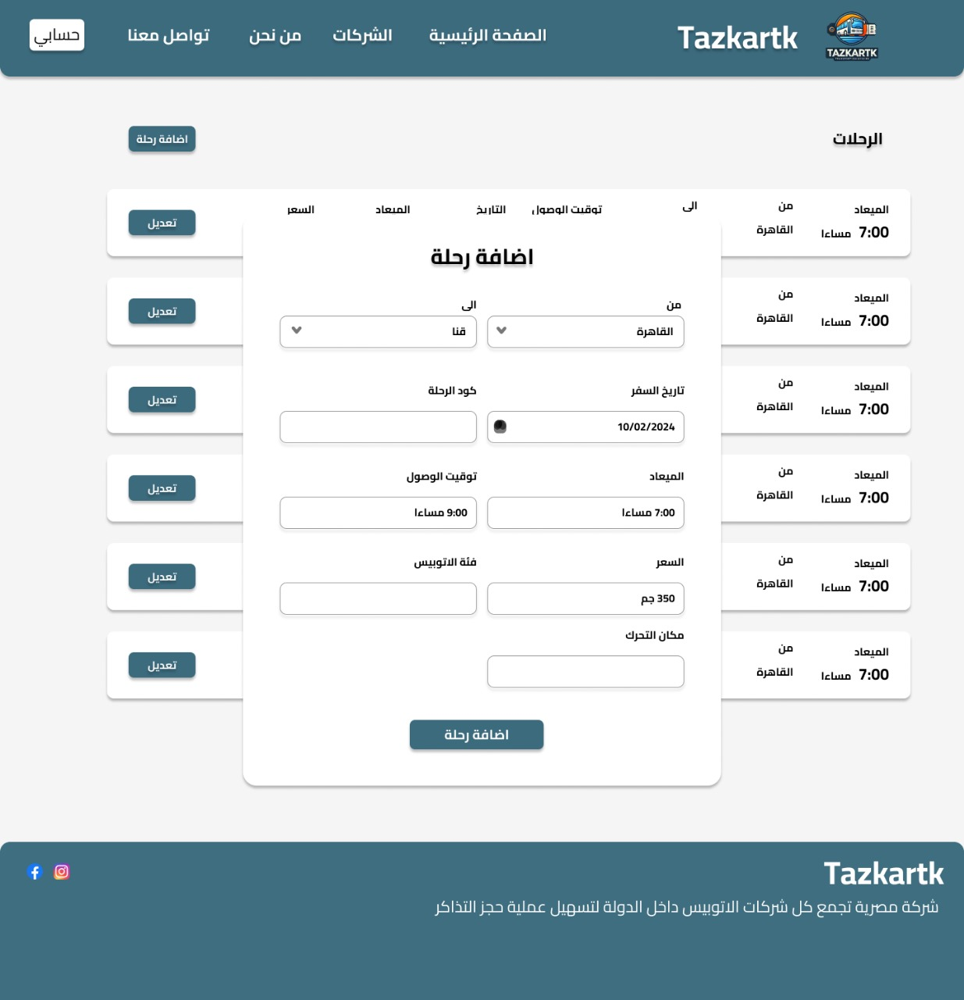 TAZKARTK
Tazkartk
الصفحة الرئيسية
الشركات
من نحن
تواصل معنا
حسابي
الرحلات
اضافة رحلة
الميعاد
7:00 مساءا
من
القاهرة
الى
توقيت الوصول
التاريخ
الميعاد
السعر
تعديل
الميعاد
7:00 مساءا
من
القاهرة
تعديل
الميعاد
7:00 مساءا
من
القاهرة
تعديل
الميعاد
7:00 مساءا
من
القاهرة
تعديل
الميعاد
7:00 مساءا
من
القاهرة
تعديل
الميعاد
7:00 مساءا
من
القاهرة
تعديل
اضافة رحلة
من
القاهرة
الى
قنا
تاريخ السفر
10/02/2024
كود الرحلة
الميعاد
7:00 مساءا
توقيت الوصول
9:00 مساءا
السعر
350 جم
فئة الاتوبيس
مكان التحرك
اضافة رحلة
Tazkartk
شركة مصرية تجمع كل شركات الاتوبيس داخل الدولة لتسهيل عملية حجز التذاكر